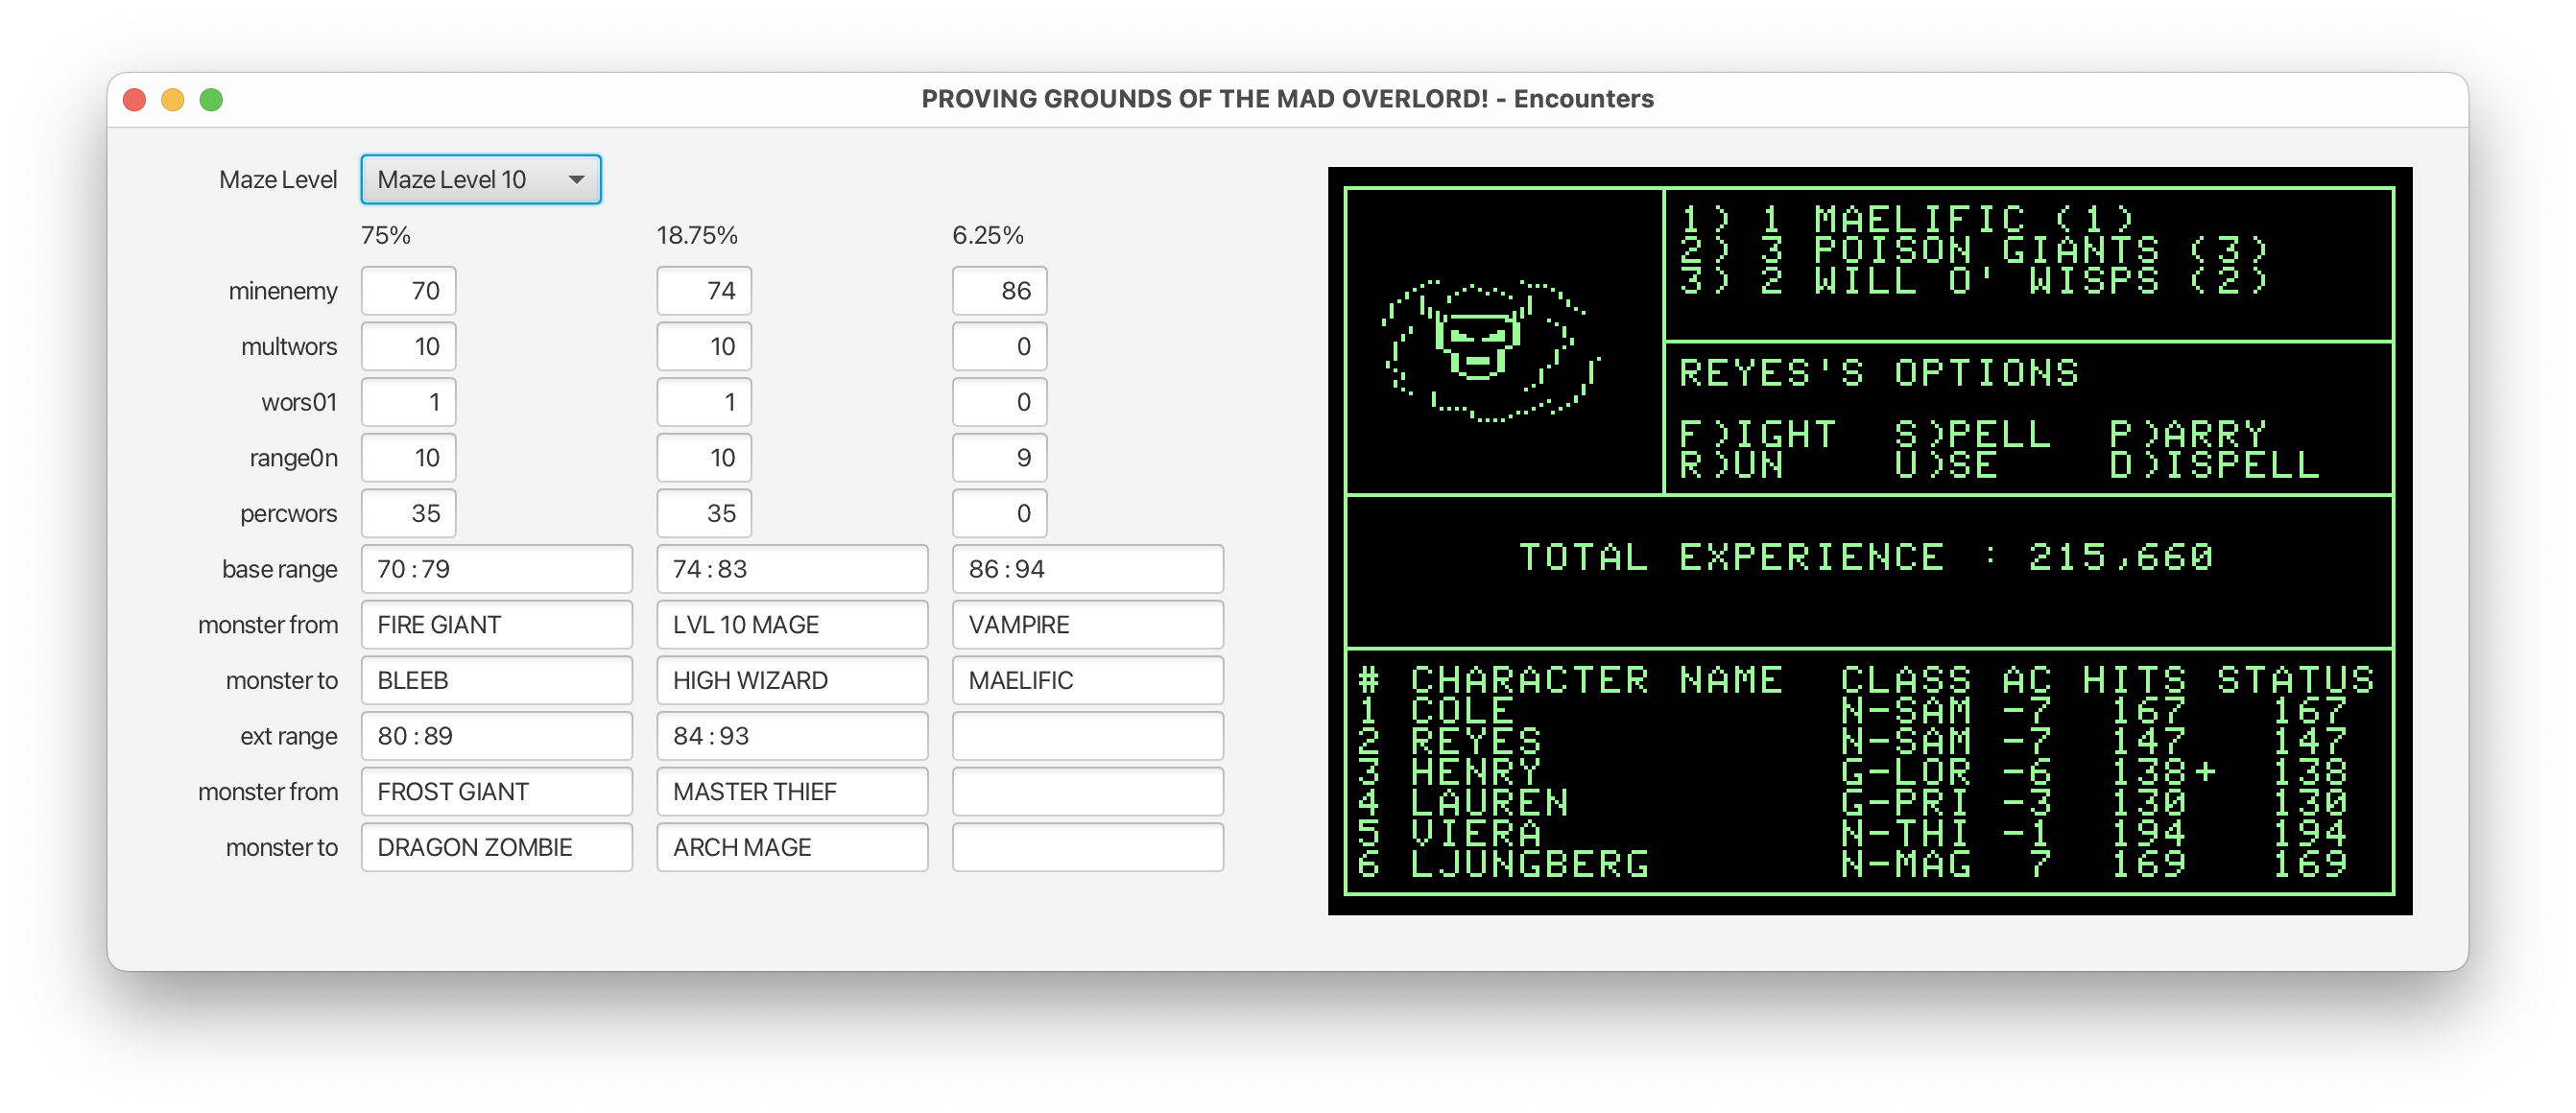 PROVING GROUNDS OF THE MAD OVERLORD! - Encounters
Maze Level Maze Level 10
75% 18.75% 6.25%
minenemy 70 74 86
multwors 10 10 0
wors01 1 1 0
range0n 10 10 9
percwors 35 35 0
base range 70 : 79 74 : 83 86 : 94
monster from FIRE GIANT LVL 10 MAGE VAMPIRE
monster to BLEEB HIGH WIZARD MAELIFIC
ext range 80 : 89 84 : 93
monster from FROST GIANT MASTER THIEF
monster to DRAGON ZOMBIE ARCH MAGE
1) 1 MAELIFIC (1)
2) 3 POISON GIANTS (3)
3) 2 WILL O' WISPS (2)
REYES'S OPTIONS
F)IGHT S)PELL P)ARRY
R)UN U)SE D)ISPELL
TOTAL EXPERIENCE : 215,660
# CHARACTER NAME CLASS AC HITS STATUS
1 COLE N-SAM -7 167 167
2 REYES N-SAM -7 147 147
3 HENRY G-LOR -6 138+ 138
4 LAUREN G-PRI -3 130 130
5 VIERA N-THI -1 194 194
6 LJUNGBERG N-MAG 7 169 169